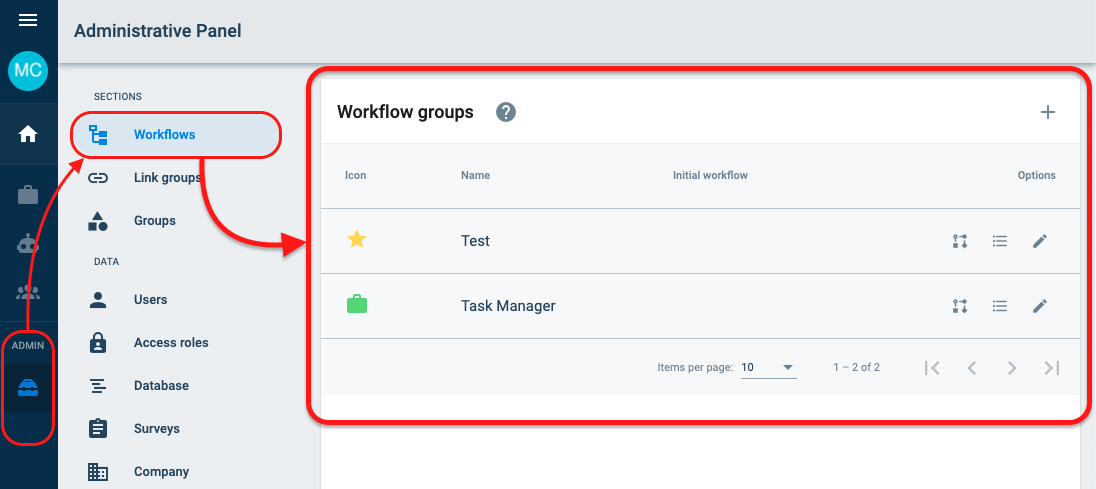 Administrative Panel
MC
SECTIONS
Workflows
Link groups
Groups
DATA
Users
Access roles
Database
Surveys
Company
ADMIN
Workflow groups ?
Icon Name Initial workflow Options
Test
Task Manager
Items per page: 10 1 – 2 of 2